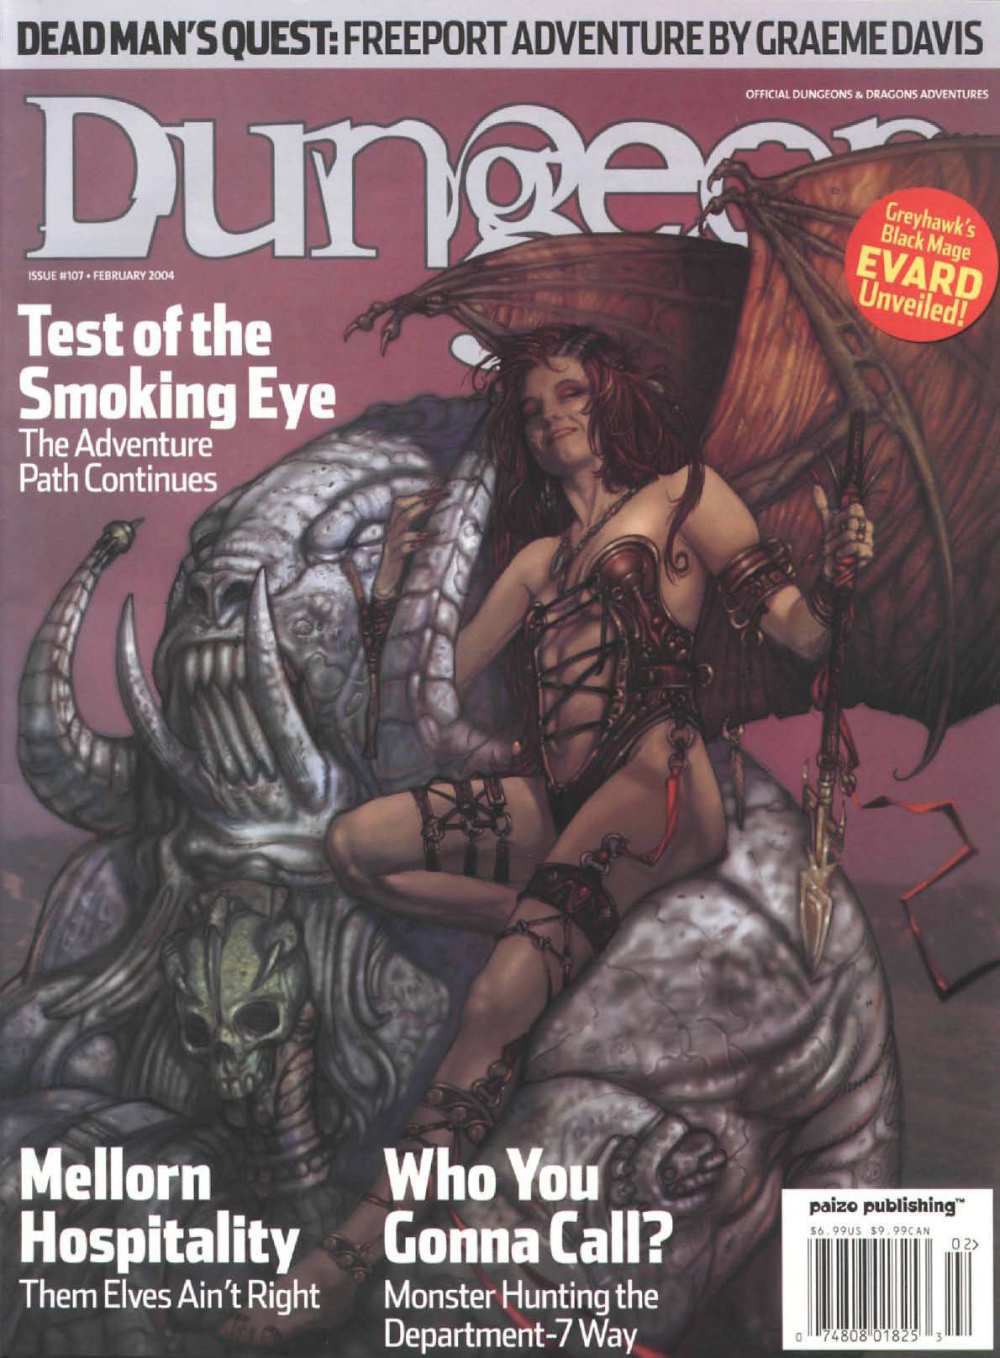 DEAD MAN'S QUEST: FREEPORT ADVENTURE BY GRAEME DAVIS
OFFICIAL DUNGEONS & DRAGONS ADVENTURES
Dungeon
ISSUE #107 • FEBRUARY 2004
Greyhawk's
Black Mage
EVARD
Unveiled!
Test of the
Smoking Eye
The Adventure
Path Continues
Mellorn
Hospitality
Them Elves Ain't Right
Who You
Gonna Call?
Monster Hunting the
Department-7 Way
paizo publishing™
$6.99US $9.99CAN
02>
0 74808 01825 3